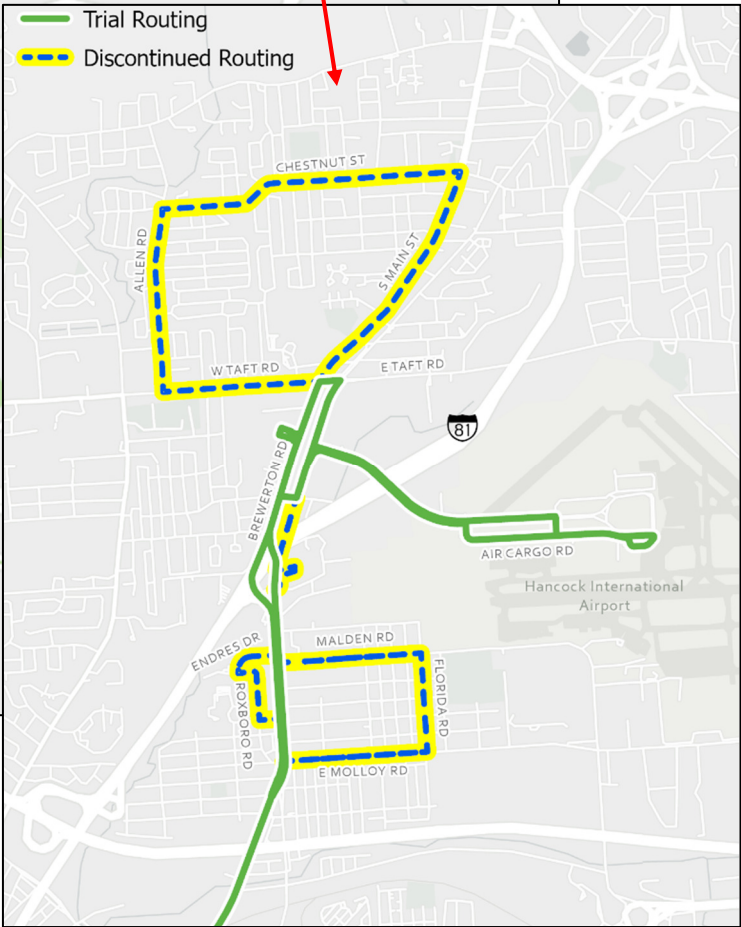 Trial Routing
Discontinued Routing
CHESTNUT ST
ALLEN RD
S MAIN ST
W TAFT RD
E TAFT RD
81
BREWERTON RD
AIR CARGO RD
Hancock International
Airport
ENDRES DR
MALDEN RD
ROXBORO RD
FLORIDA RD
E MOLLOY RD